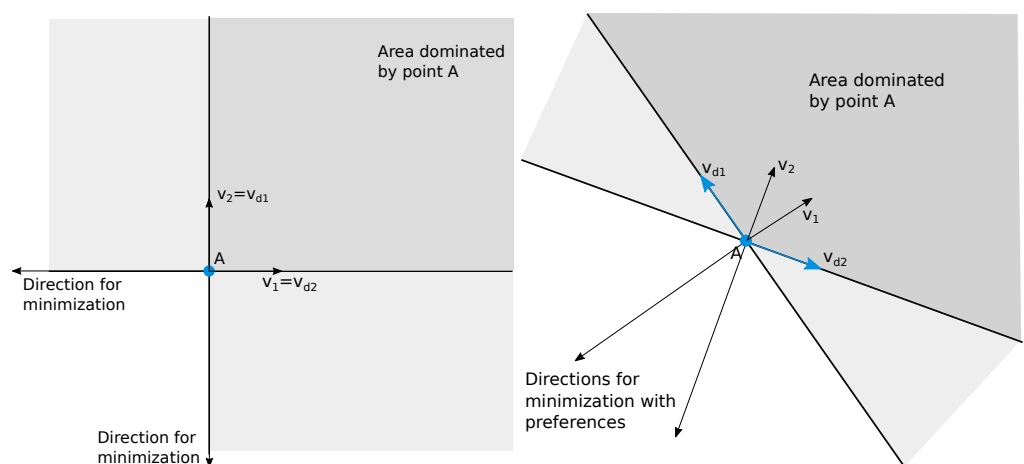 Area dominated
by point A
v2=vd1
A
Direction for
minimization
v1=vd2
Direction for
minimization
Area dominated
by point A
vd1
v2
v1
A
vd2
Directions for
minimization with
preferences